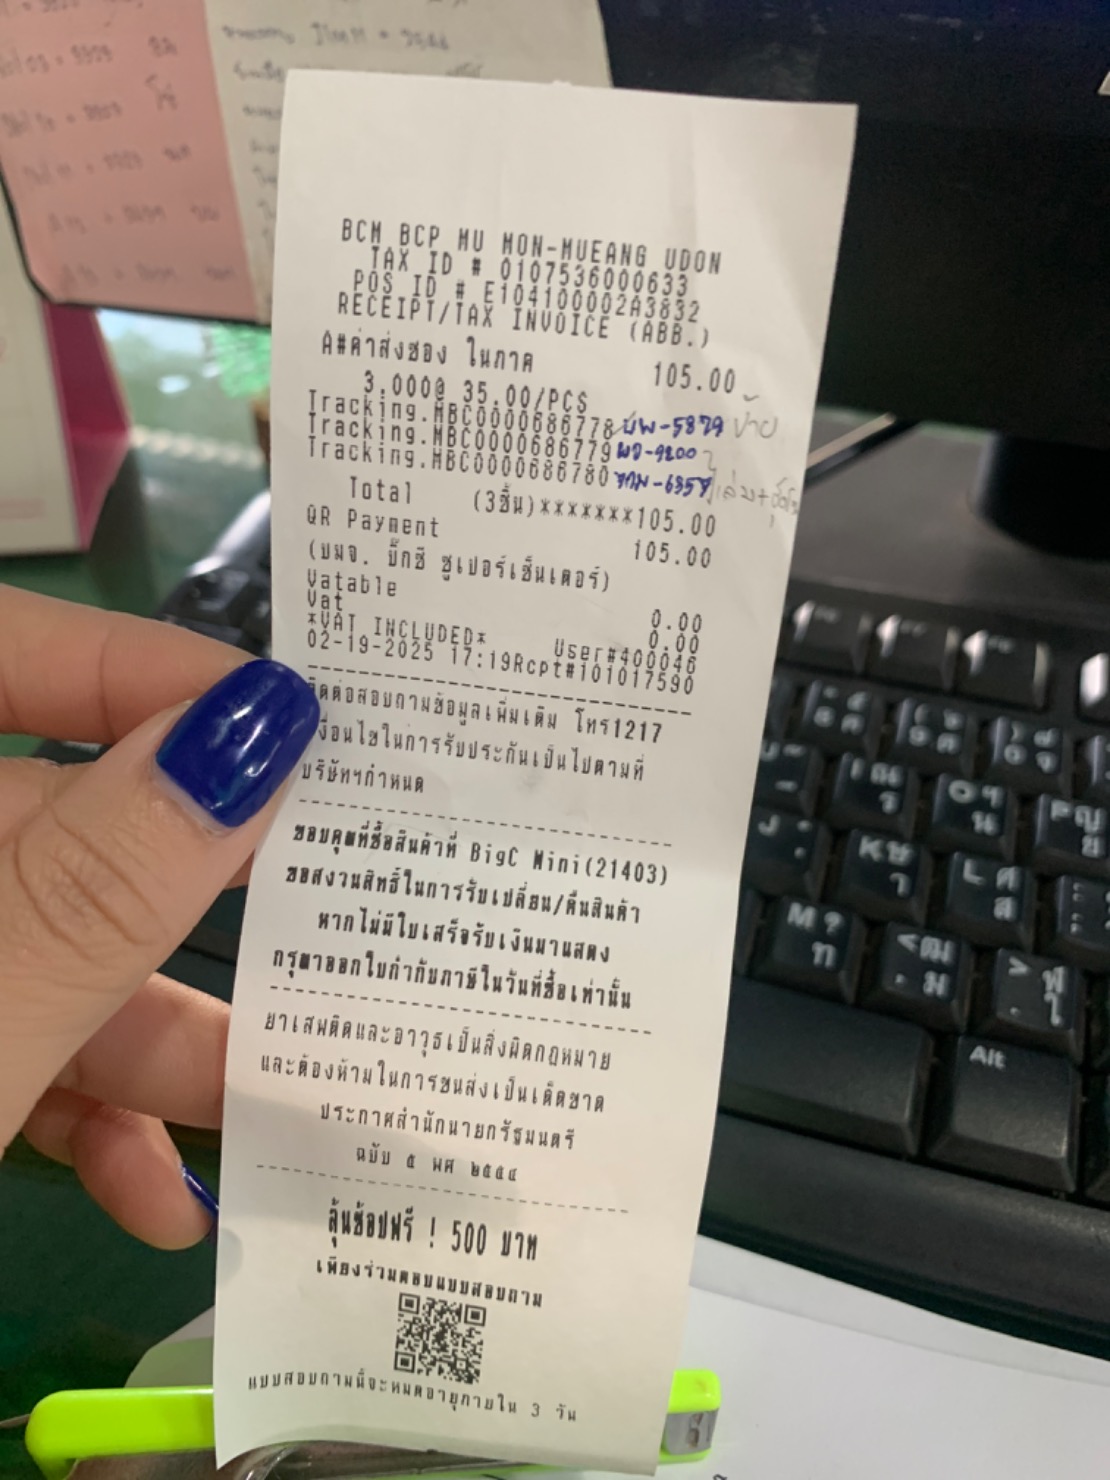 BCM BCP MU MON-MUEANG UDON
TAX ID # 0107536000633
POS ID # E104100002A3832
RECEIPT/TAX INVOICE (ABB.)
A#ค่าส่งของ ในภาค 105.00
3.000@ 35.00/PCS
Tracking.MBC0000686778 ป้าย
Tracking.MBC0000686779 -9200
Tracking.MBC0000686780 เล่ม+
Total (3ชิ้น)*******105.00
QR Payment 105.00
(บมจ. บิ๊กซี ซูเปอร์เซ็นเตอร์)
Vatable 0.00
Vat 0.00
*VAT INCLUDED* User#400046
02-19-2025 17:19Rcpt#101017590
ติดต่อสอบถามข้อมูลเพิ่มเติม โทร1217
เงื่อนไขในการรับประกันเป็นไปตามที่
บริษัทฯกำหนด
ขอบคุณที่ซื้อสินค้าที่ BigC Mini(21403)
ขอสงวนสิทธิ์ในการรับเปลี่ยน/คืนสินค้า
หากไม่มีใบเสร็จรับเงินมาแสดง
กรุณาออกใบกำกับภาษีในวันที่ซื้อเท่านั้น
ยาเสพติดและอาวุธเป็นสิ่งผิดกฎหมาย
และต้องห้ามในการขนส่งเป็นเด็ดขาด
ประกาศสำนักนายกรัฐมนตรี
ฉบับ ๕ พศ ๒๕๕๔
ลุ้นช้อปฟรี ! 500 บาท
เพียงร่วมตอบแบบสอบถาม
แบบสอบถามนี้จะหมดอายุภายใน 3 วัน
Alt